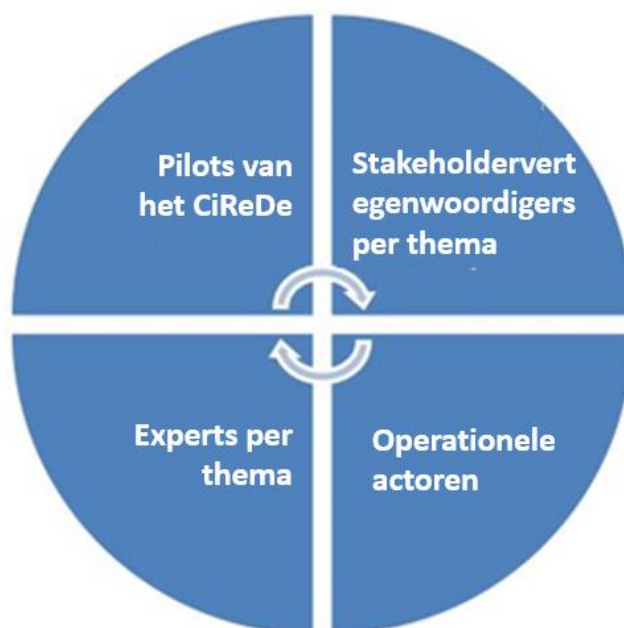 Pilots van
het CiReDe
Stakeholdervert
egenwoordigers
per thema
Experts per
thema
Operationele
actoren